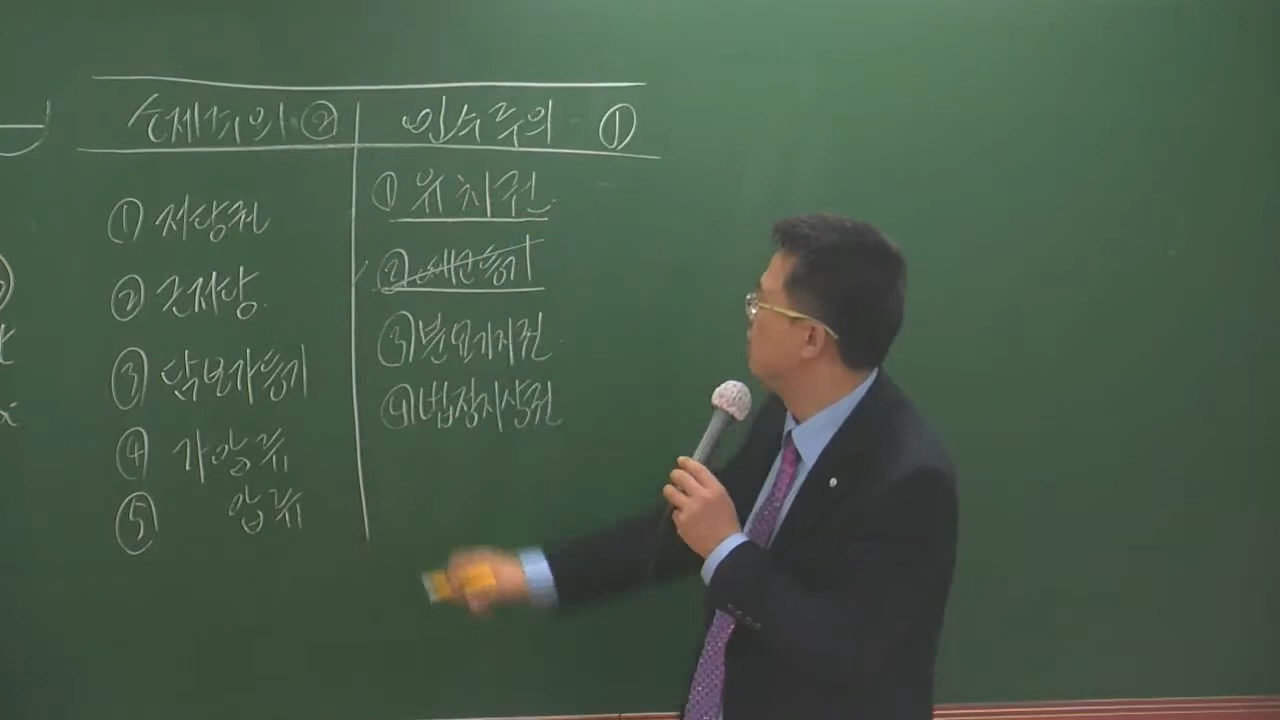 소제주의 ②
인수주의 ①
① 저당권
② 근저당
③ 담보가등기
④ 가압류
⑤ 압류
① 유치권
② 예고등기
③ 분묘기지권
④ 법정지상권